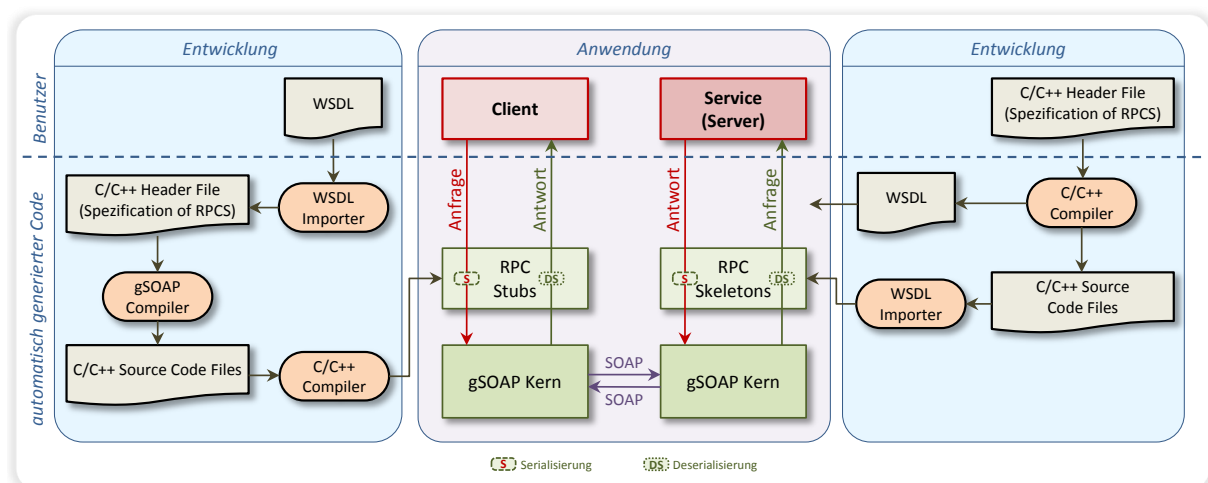 Entwicklung
Anwendung
Entwicklung
Benutzer
automatisch generierter Code
WSDL
WSDL
Importer
C/C++ Header File
(Spezification of RPCS)
gSOAP
Compiler
C/C++ Source Code Files
C/C++
Compiler
Client
Service
(Server)
Anfrage
Antwort
Antwort
Anfrage
RPC
Stubs
S
DS
RPC
Skeletons
S
DS
gSOAP Kern
SOAP
SOAP
gSOAP Kern
C/C++ Header File
(Spezification of RPCS)
C/C++
Compiler
WSDL
C/C++ Source
Code Files
WSDL
Importer
S Serialisierung
DS Deserialisierung